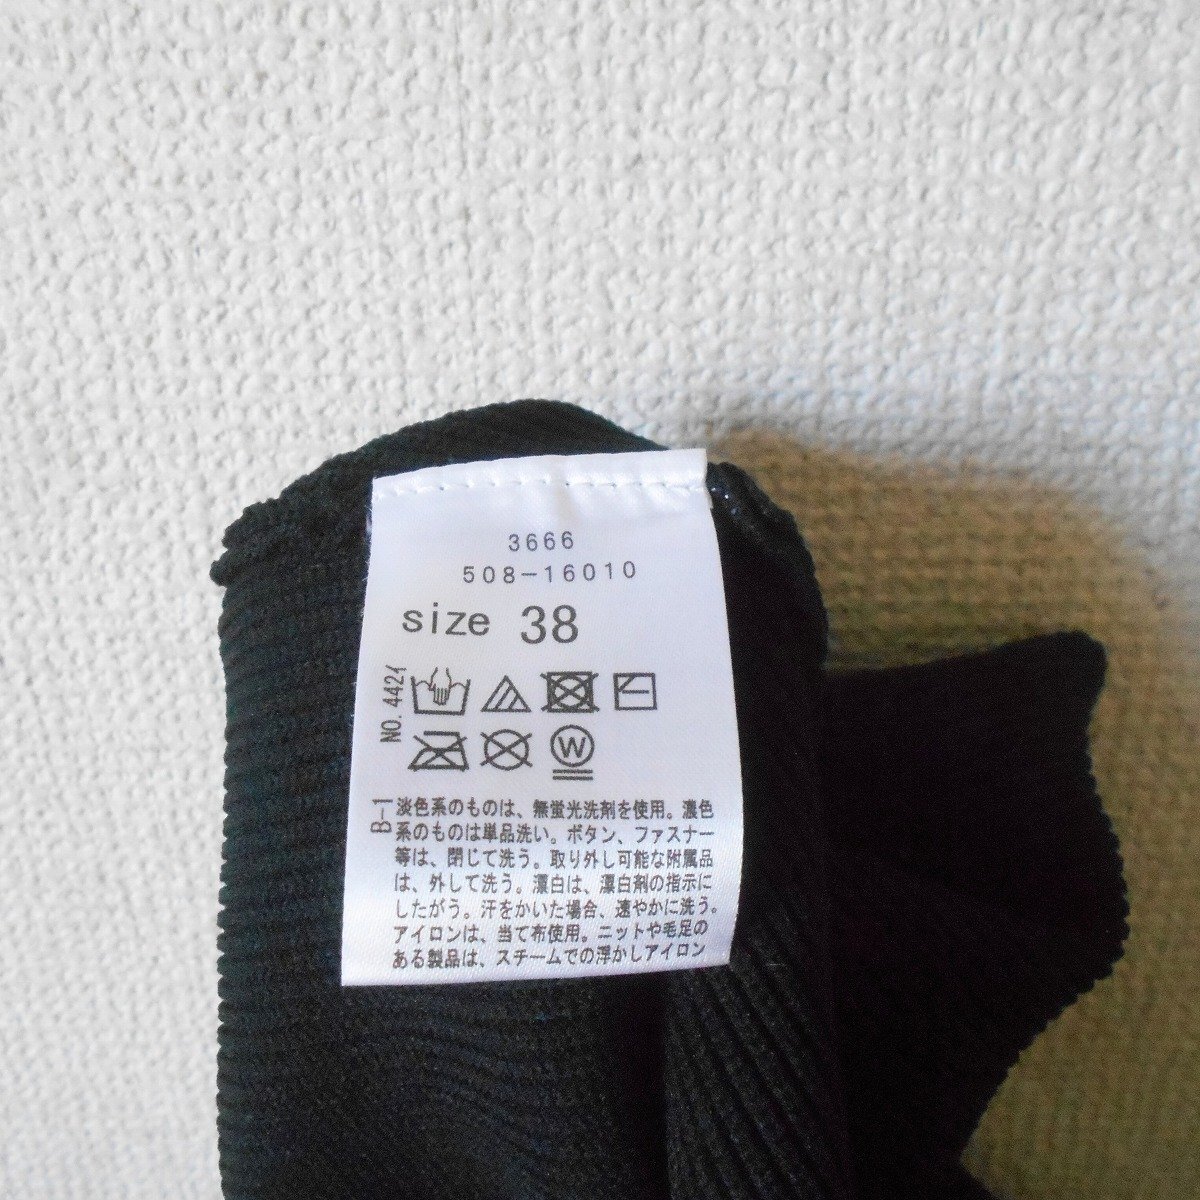 3666
508-16010
size 38
NO.442イ
W
B-1
淡色系のものは、無蛍光洗剤を使用。濃色
系のものは単品洗い。ボタン、ファスナー
等は、閉じて洗う。取り外し可能な附属品
は、外して洗う。漂白は、漂白剤の指示に
したがう。汗をかいた場合、速やかに洗う。
アイロンは、当て布使用。ニットや毛足の
ある製品は、スチームでの浮かしアイロン